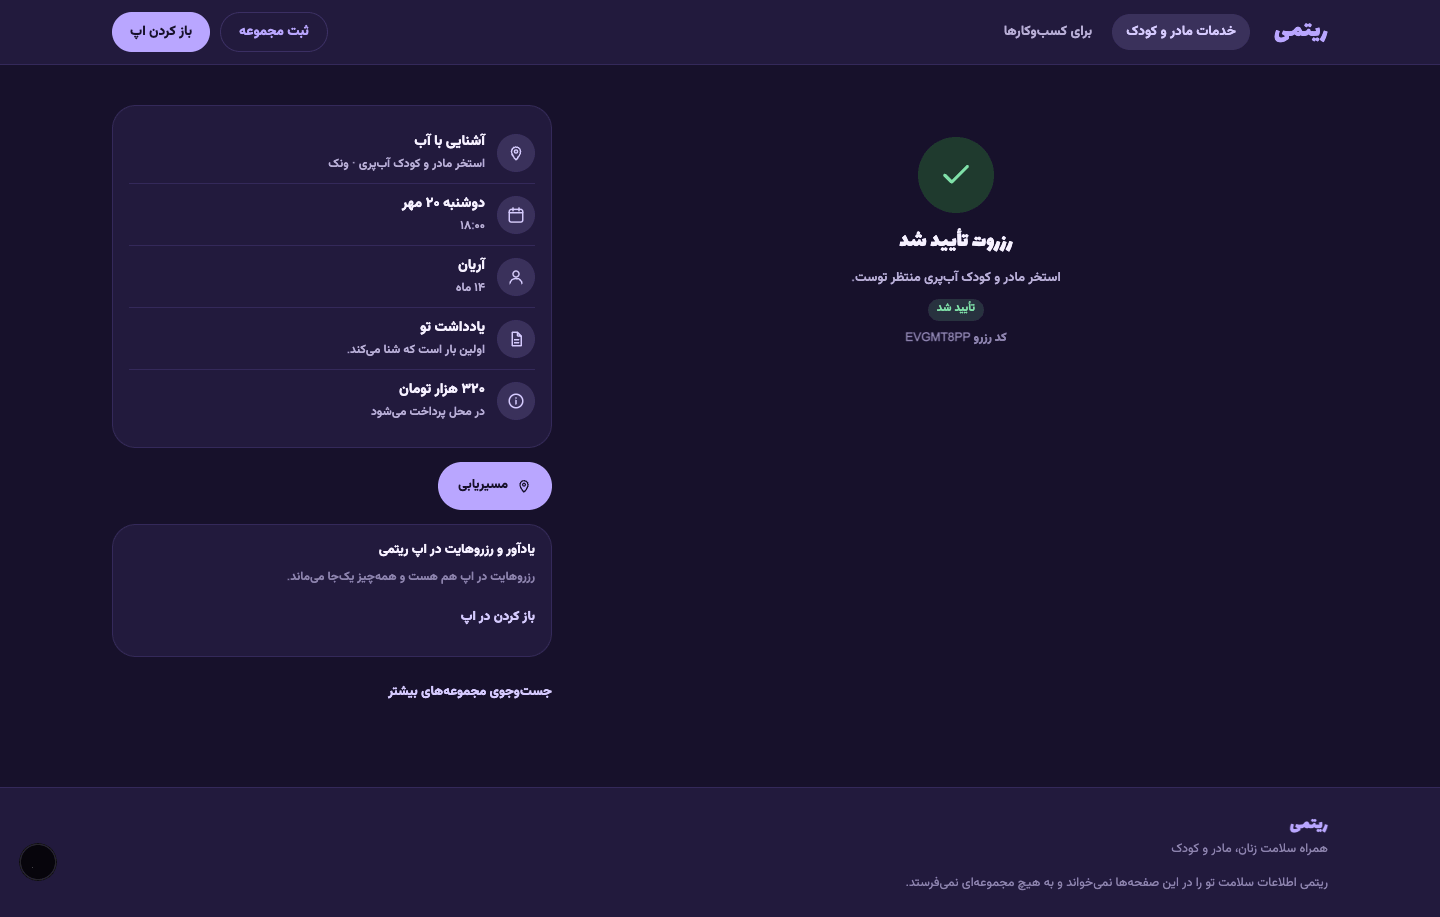 ریتمی
خدمات مادر و کودک
برای کسب‌وکارها
ثبت مجموعه
باز کردن اپ
رزروت تأیید شد
استخر مادر و کودک آب‌پری منتظر توست.
تأیید شد
کد رزرو EVGMT8PP
آشنایی با آب
استخر مادر و کودک آب‌پری · ونک
دوشنبه ۲۰ مهر
۱۸:۰۰
آریان
۱۴ ماه
یادداشت تو
اولین بار است که شنا می‌کند.
۳۲۰ هزار تومان
در محل پرداخت می‌شود
مسیریابی
یادآور و رزروهایت در اپ ریتمی
رزروهایت در اپ هم هست و همه‌چیز یک‌جا می‌ماند.
باز کردن در اپ
جست‌وجوی مجموعه‌های بیشتر
ریتمی
همراه سلامت زنان، مادر و کودک
ریتمی اطلاعات سلامت تو را در این صفحه‌ها نمی‌خواند و به هیچ مجموعه‌ای نمی‌فرستد.